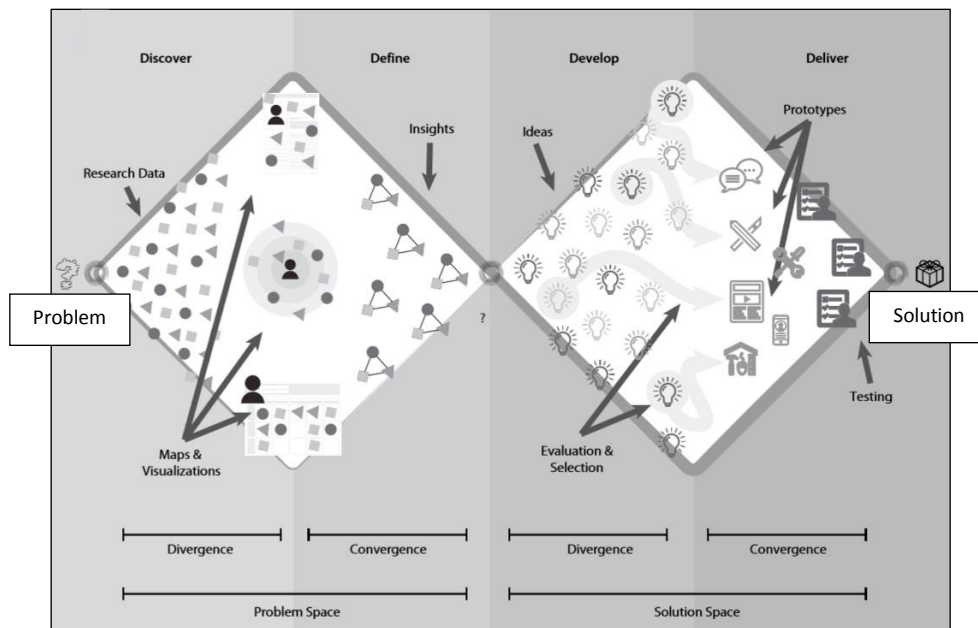 Discover
Define
Develop
Deliver
Prototypes
Insights
Ideas
Research Data
Problem
?
Solution
Testing
Maps &
Visualizations
Evaluation &
Selection
Divergence
Convergence
Divergence
Convergence
Problem Space
Solution Space